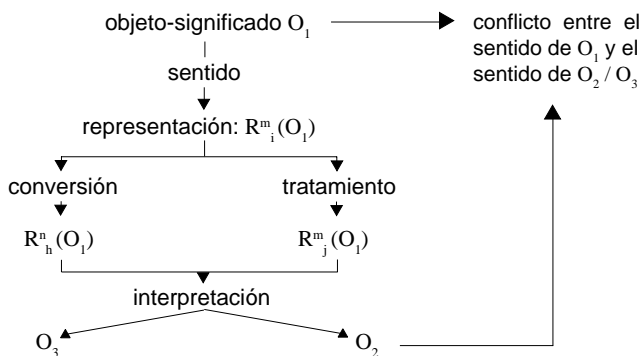 objeto-significado O₁
conflicto entre el
sentido de O₁ y el
sentido de O₂ / O₃
sentido
representación: Rᵐᵢ(O₁)
conversión
tratamiento
Rⁿₕ(O₁)
Rᵐⱼ(O₁)
interpretación
O₃
O₂